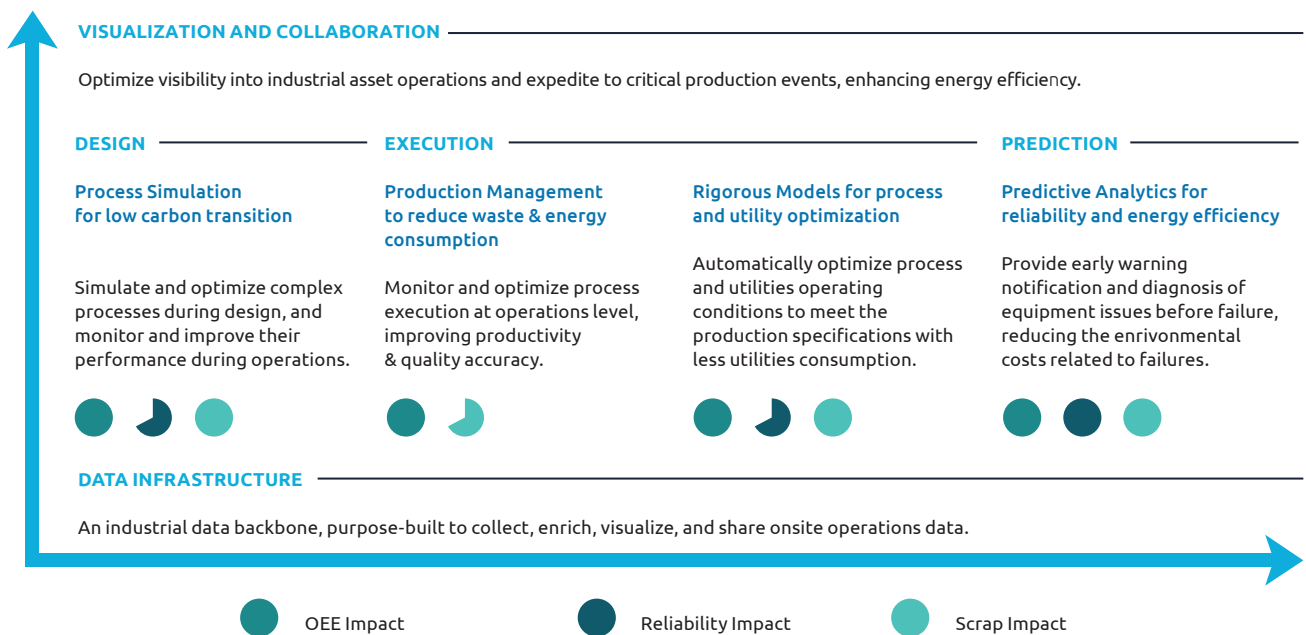 VISUALIZATION AND COLLABORATION
Optimize visibility into industrial asset operations and expedite to critical production events, enhancing energy efficiency.
DESIGN
Process Simulation
for low carbon transition
Simulate and optimize complex
processes during design, and
monitor and improve their
performance during operations.
EXECUTION
Production Management
to reduce waste & energy
consumption
Monitor and optimize process
execution at operations level,
improving productivity
& quality accuracy.
Rigorous Models for process
and utility optimization
Automatically optimize process
and utilities operating
conditions to meet the
production specifications with
less utilities consumption.
PREDICTION
Predictive Analytics for
reliability and energy efficiency
Provide early warning
notification and diagnosis of
equipment issues before failure,
reducing the enrivonmental
costs related to failures.
DATA INFRASTRUCTURE
An industrial data backbone, purpose-built to collect, enrich, visualize, and share onsite operations data.
OEE Impact
Reliability Impact
Scrap Impact